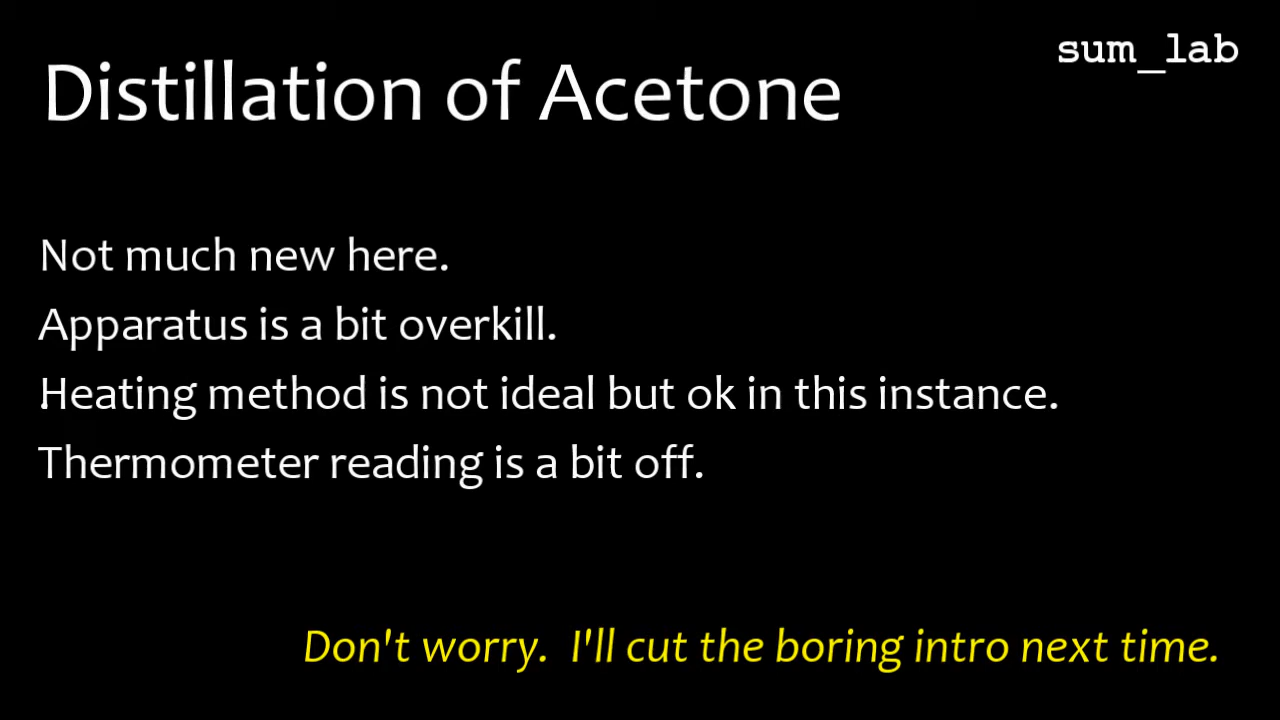 sum_lab
Distillation of Acetone
Not much new here.
Apparatus is a bit overkill.
Heating method is not ideal but ok in this instance.
Thermometer reading is a bit off.
Don't worry.  I'll cut the boring intro next time.